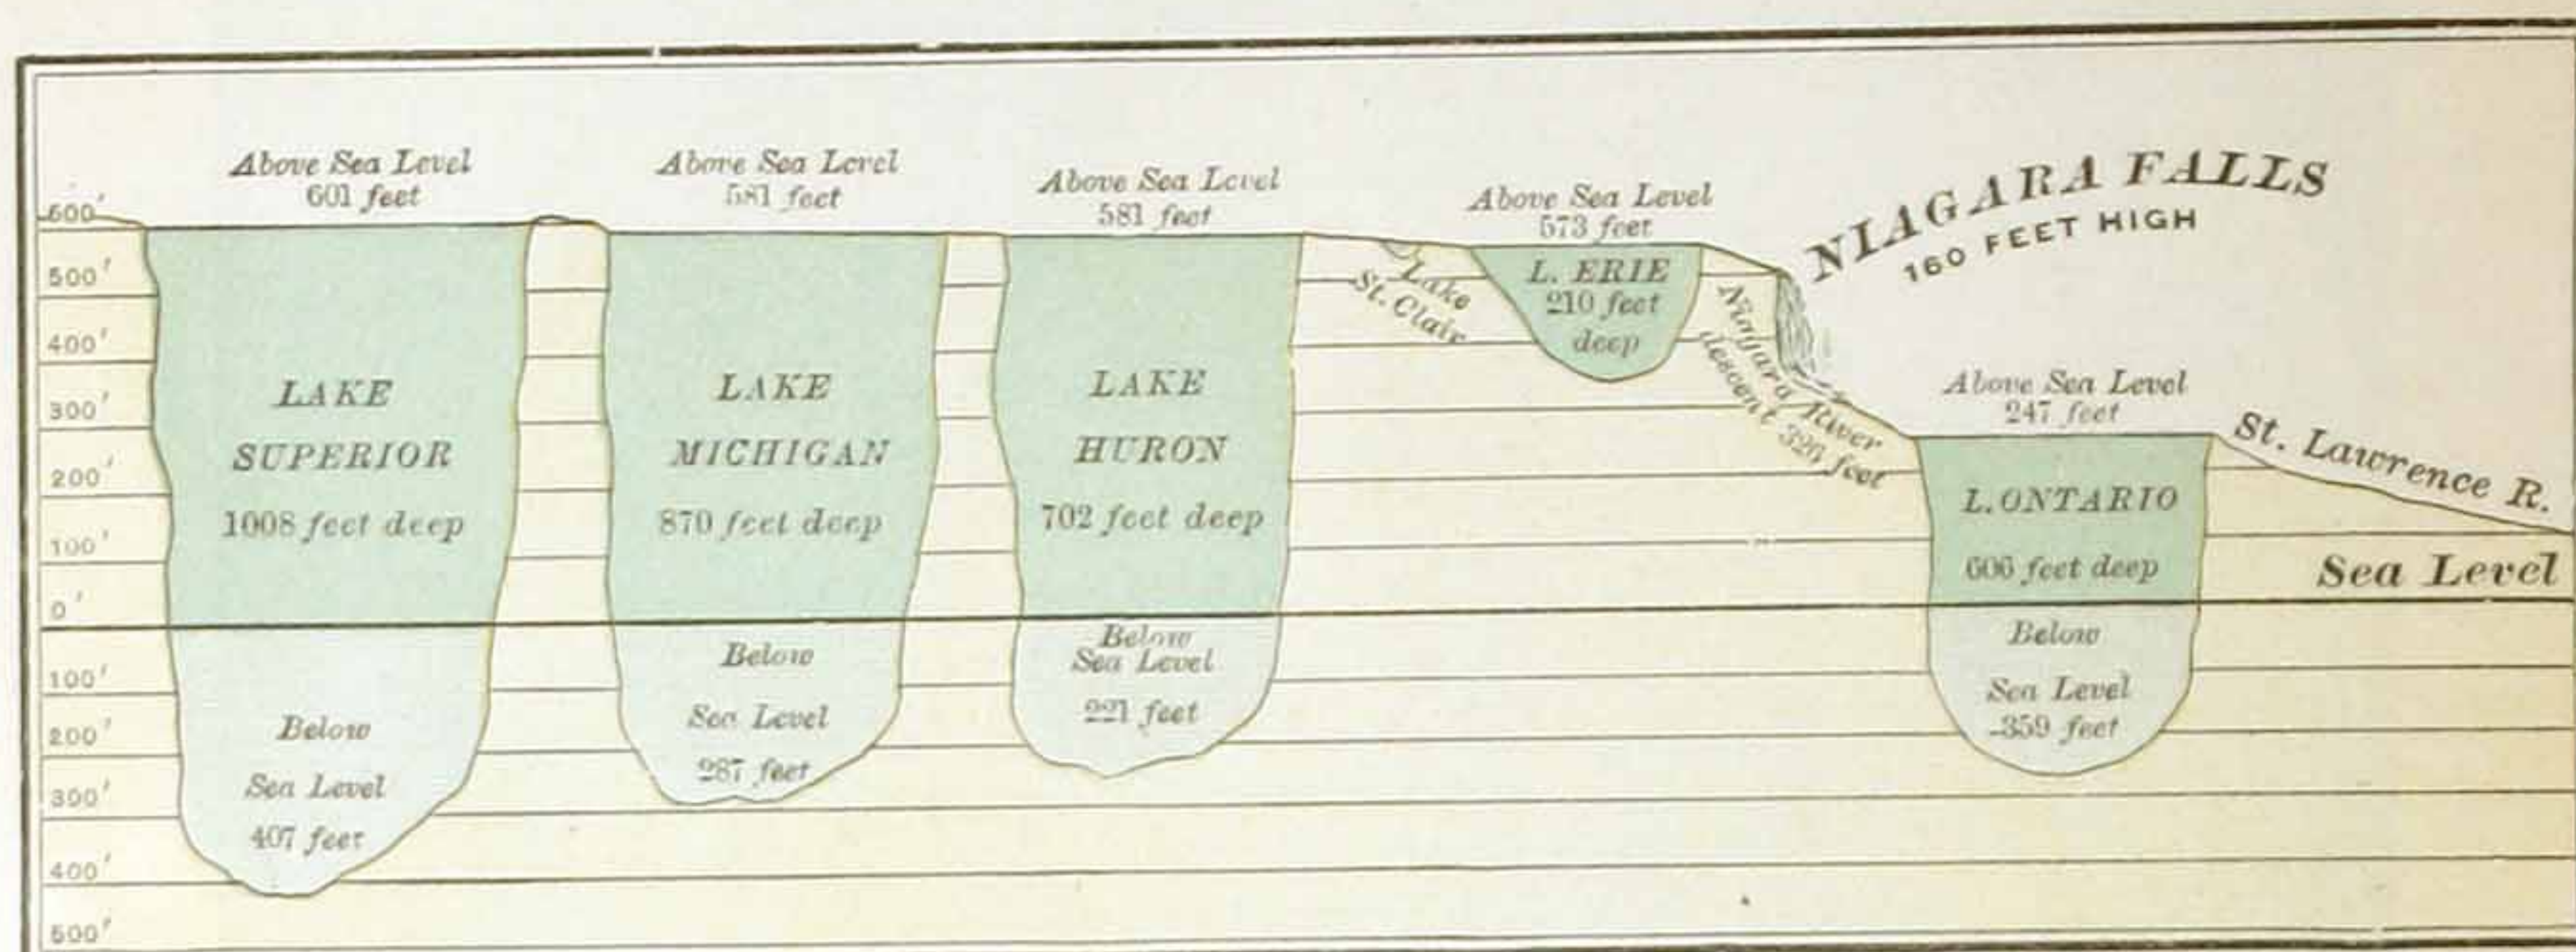 Above Sea Level
601 feet
Above Sea Level
581 feet
Above Sea Level
581 feet
Above Sea Level
573 feet
NIAGARA FALLS
160 FEET HIGH
600'
500'
400'
300'
200'
100'
0'
100'
200'
300'
400'
500'
LAKE
SUPERIOR
1008 feet deep
Below
Sea Level
407 feet
LAKE
MICHIGAN
870 feet deep
Below
Sea Level
287 feet
LAKE
HURON
702 feet deep
Below
Sea Level
221 feet
Lake
St. Clair
L. ERIE
210 feet
deep
Niagara River
descent 326 feet
Above Sea Level
247 feet
L. ONTARIO
606 feet deep
Below
Sea Level
-359 feet
St. Lawrence R.
Sea Level